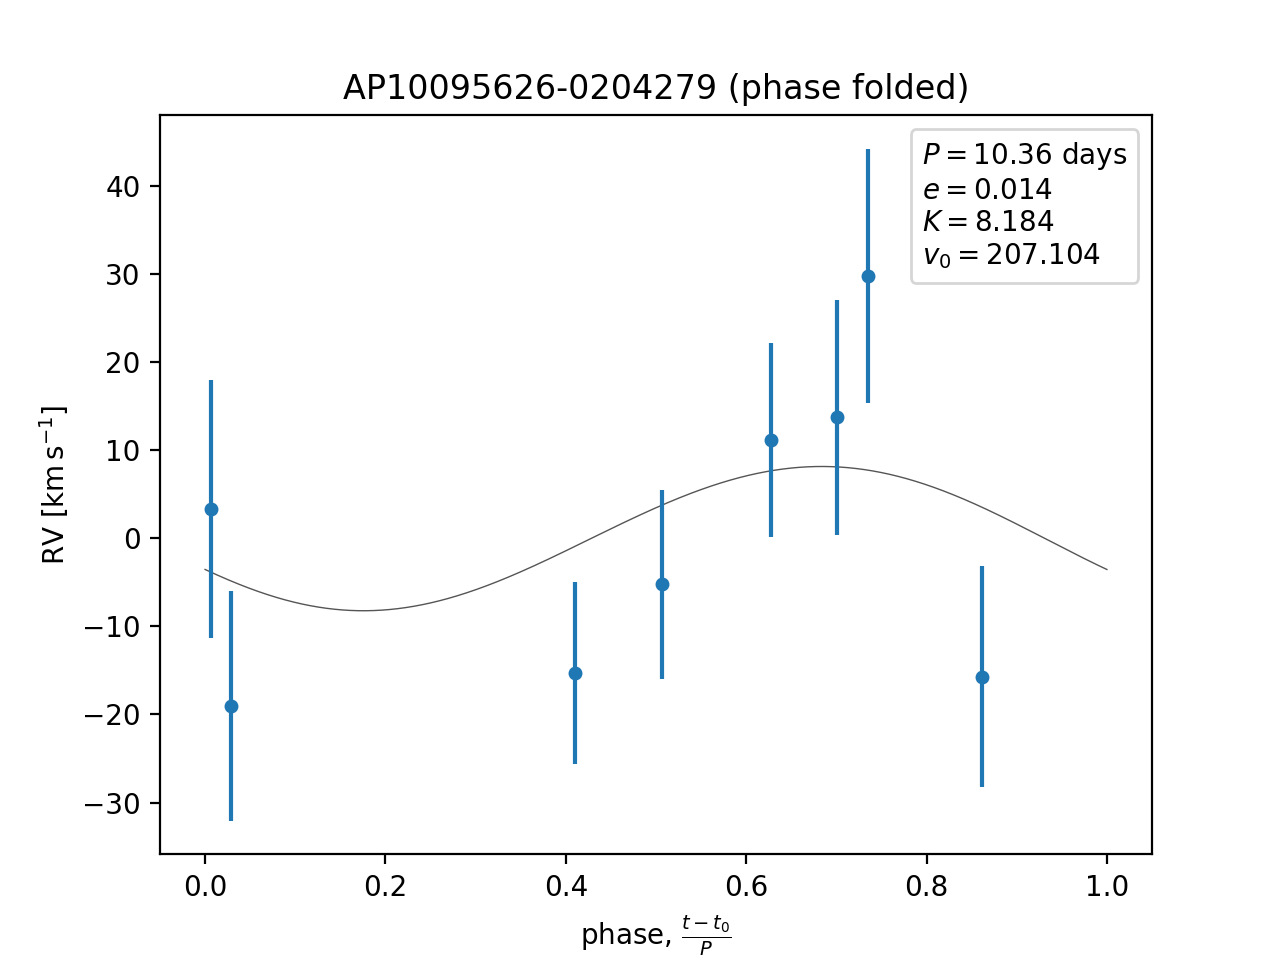 AP10095626-0204279 (phase folded)
P = 10.36 days
e = 0.014
K = 8.184
v₀ = 207.104
RV [km s⁻¹]
40
30
20
10
0
−10
−20
−30
0.0 0.2 0.4 0.6 0.8 1.0
phase, (t − t₀)/P